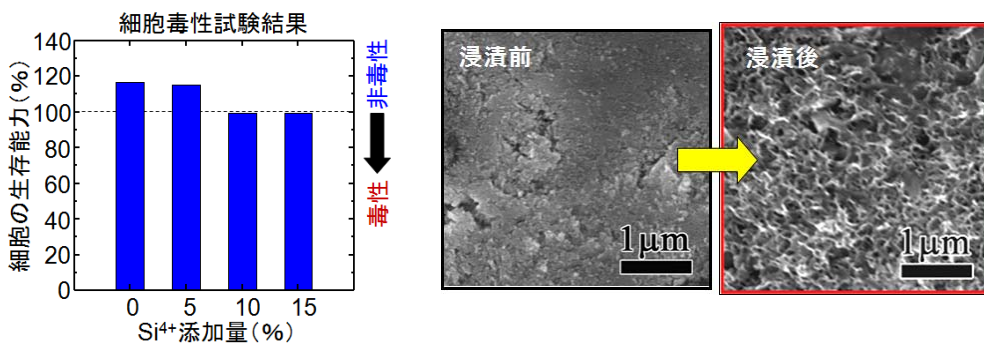 細胞毒性試験結果
140
120
100
80
60
40
20
0
細胞の生存能力(%)
0 5 10 15
Si⁴⁺添加量(%)
非毒性
毒性
浸漬前
1μm
浸漬後
1μm